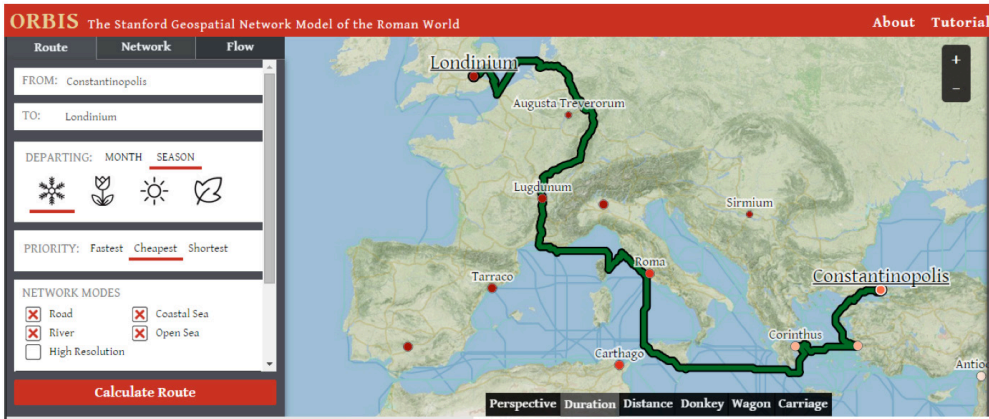 ORBIS The Stanford Geospatial Network Model of the Roman World
About Tutorial
Route Network Flow
FROM: Constantinopolis
TO: Londinium
DEPARTING: MONTH SEASON
PRIORITY: Fastest Cheapest Shortest
NETWORK MODES
Road Coastal Sea
River Open Sea
High Resolution
Calculate Route
+
−
Londinium
Augusta Treverorum
Lugdunum
Sirmium
Roma
Tarraco
Constantinopolis
Corinthus
Carthago
Antio
Perspective Duration Distance Donkey Wagon Carriage